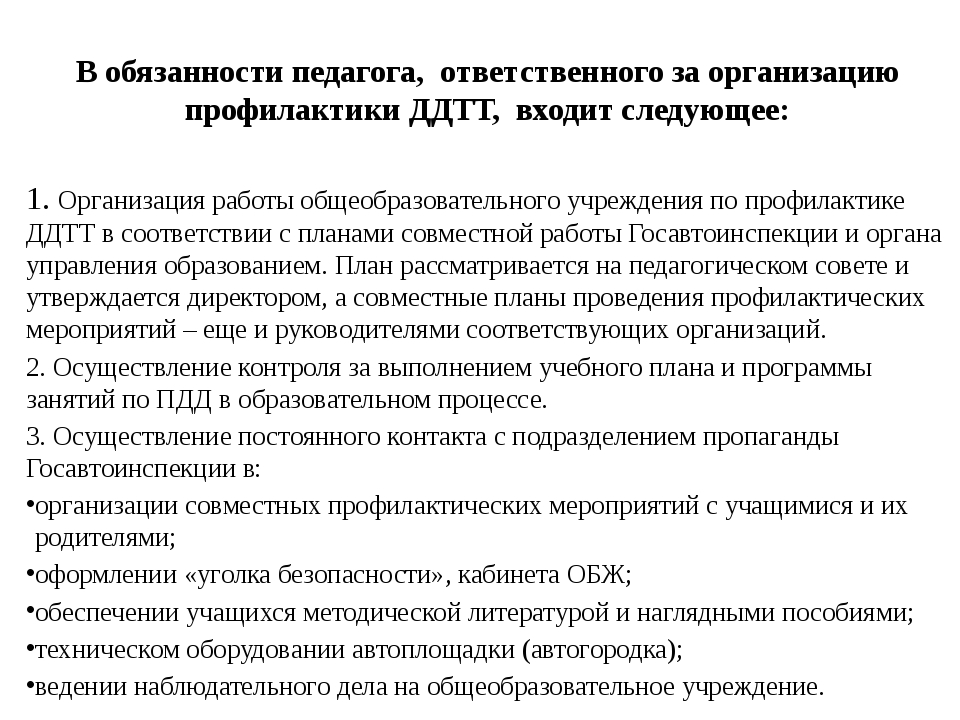 В обязанности педагога,  ответственного за организацию
профилактики ДДТТ,  входит следующее:
1. Организация работы общеобразовательного учреждения по профилактике
ДДТТ в соответствии с планами совместной работы Госавтоинспекции и органа
управления образованием. План рассматривается на педагогическом совете и
утверждается директором, а совместные планы проведения профилактических
мероприятий – еще и руководителями соответствующих организаций.
2. Осуществление контроля за выполнением учебного плана и программы
занятий по ПДД в образовательном процессе.
3. Осуществление постоянного контакта с подразделением пропаганды
Госавтоинспекции в:
•организации совместных профилактических мероприятий с учащимися и их
родителями;
•оформлении «уголка безопасности», кабинета ОБЖ;
•обеспечении учащихся методической литературой и наглядными пособиями;
•техническом оборудовании автоплощадки (автогородка);
•ведении наблюдательного дела на общеобразовательное учреждение.